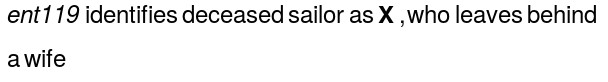 ent119 identifies deceased sailor as X ,who leaves behind
a wife